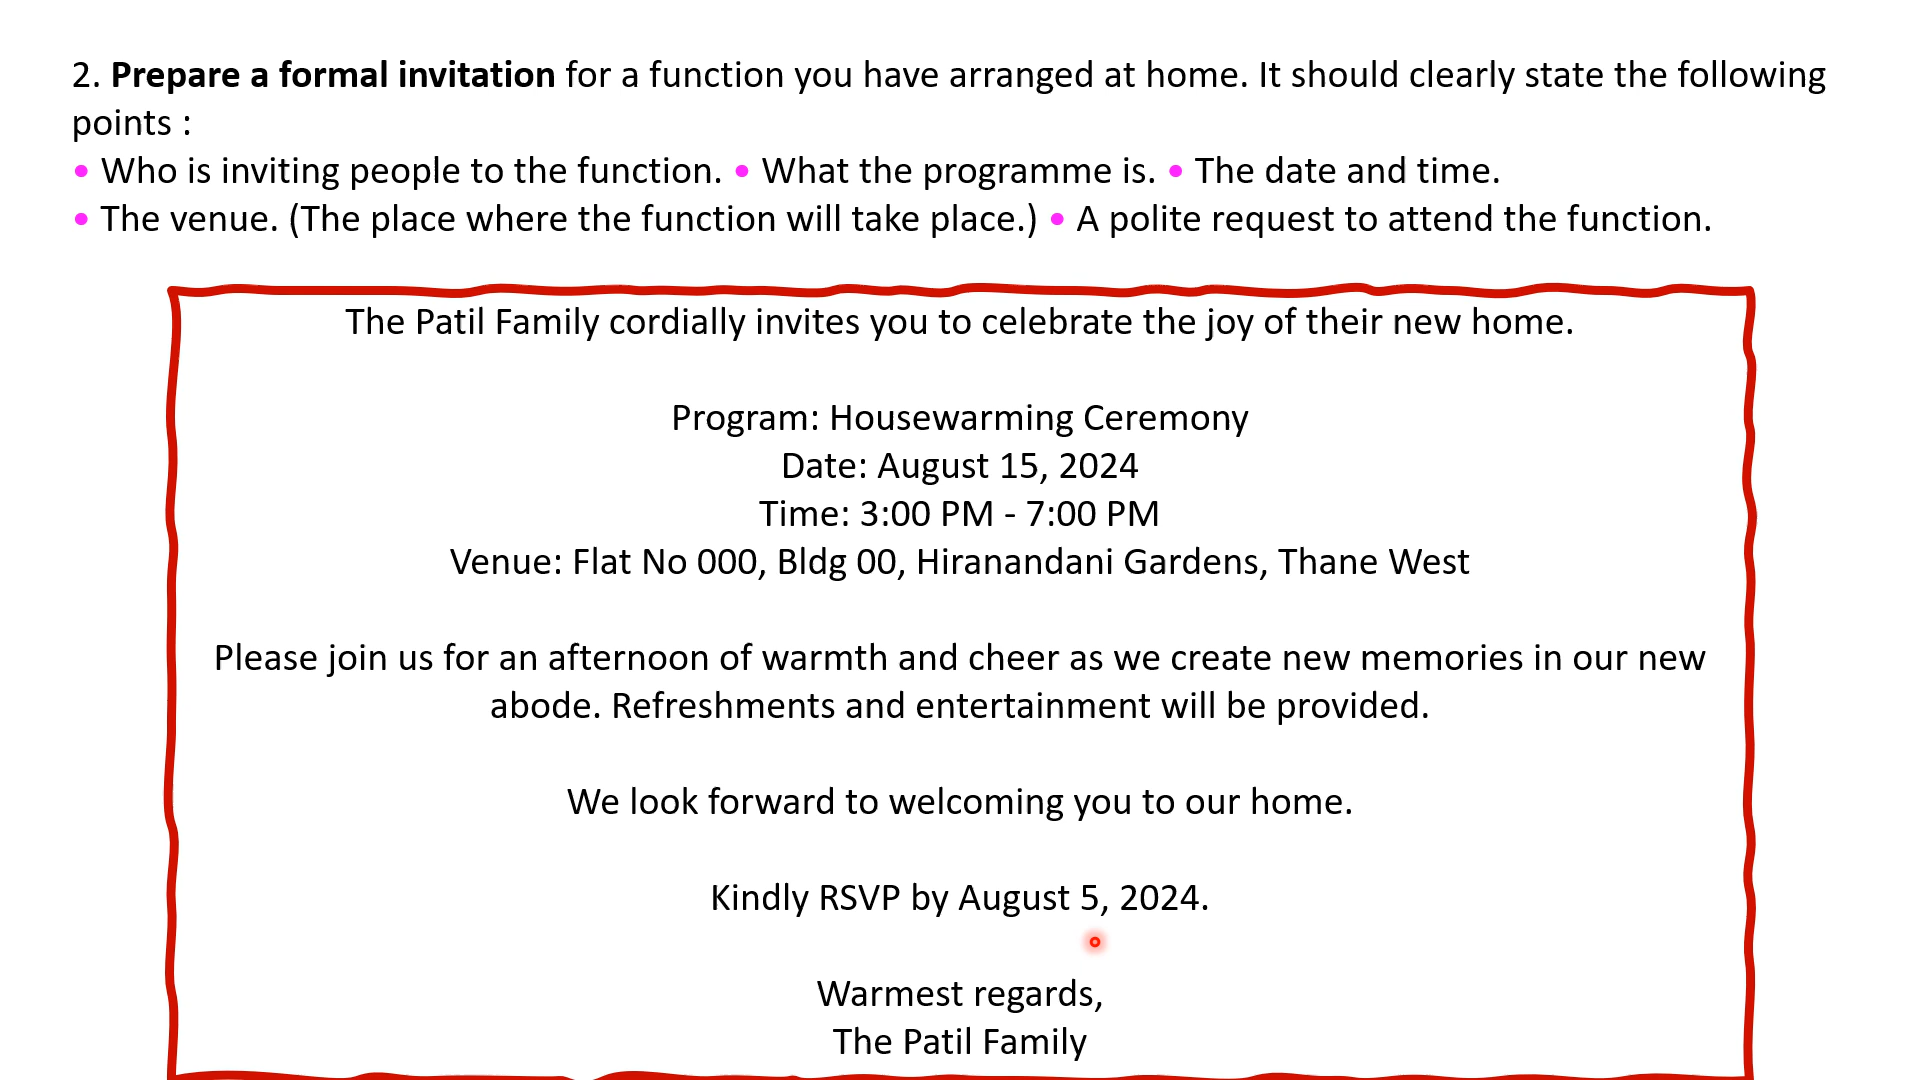 2. Prepare a formal invitation for a function you have arranged at home. It should clearly state the following
points :
• Who is inviting people to the function. • What the programme is. • The date and time.
• The venue. (The place where the function will take place.) • A polite request to attend the function.
The Patil Family cordially invites you to celebrate the joy of their new home.
Program: Housewarming Ceremony
Date: August 15, 2024
Time: 3:00 PM - 7:00 PM
Venue: Flat No 000, Bldg 00, Hiranandani Gardens, Thane West
Please join us for an afternoon of warmth and cheer as we create new memories in our new
abode. Refreshments and entertainment will be provided.
We look forward to welcoming you to our home.
Kindly RSVP by August 5, 2024.
Warmest regards,
The Patil Family